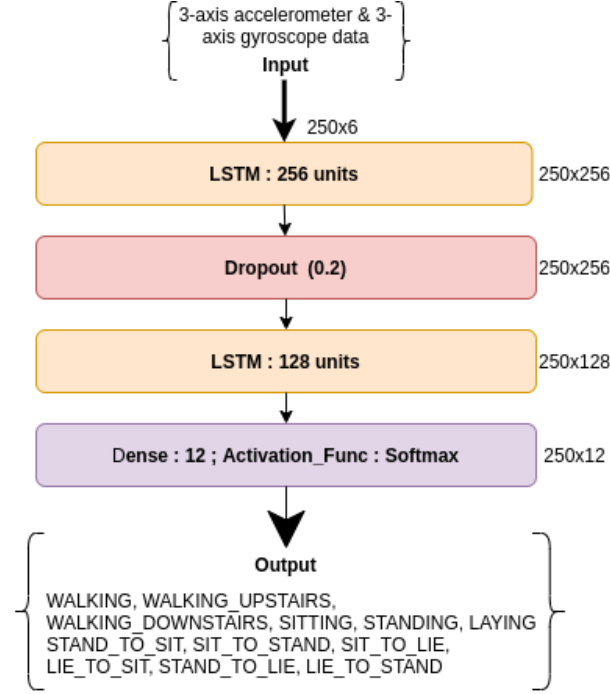 3-axis accelerometer & 3-
axis gyroscope data
Input
250x6
LSTM : 256 units
250x256
Dropout (0.2)
250x256
LSTM : 128 units
250x128
Dense : 12 ; Activation_Func : Softmax
250x12
Output
WALKING, WALKING_UPSTAIRS,
WALKING_DOWNSTAIRS, SITTING, STANDING, LAYING
STAND_TO_SIT, SIT_TO_STAND, SIT_TO_LIE,
LIE_TO_SIT, STAND_TO_LIE, LIE_TO_STAND